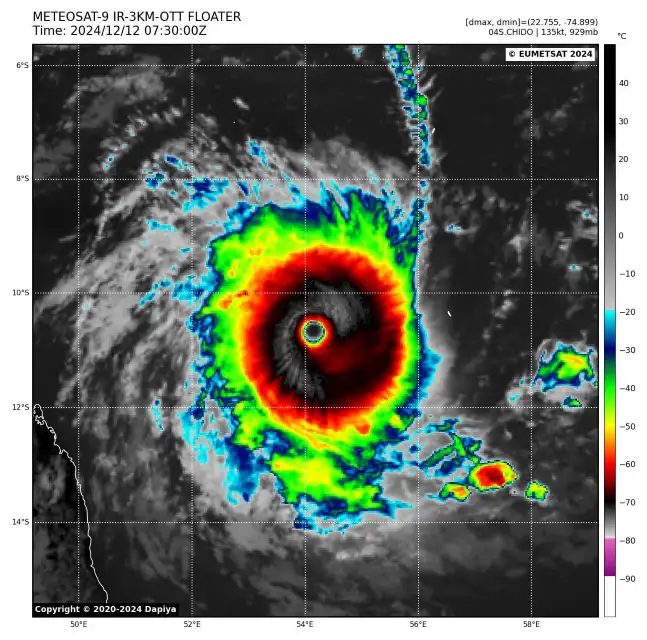 METEOSAT-9 IR-3KM-OTT FLOATER
Time: 2024/12/12 07:30:00Z
[dmax, dmin]=(22.755, -74.899)
04S.CHIDO | 135kt, 929mb
°C
© EUMETSAT 2024
6°S
8°S
10°S
12°S
14°S
40
30
20
10
0
−10
−20
−30
−40
−50
−60
−70
−80
−90
Copyright © 2020-2024 Dapiya
50°E
52°E
54°E
56°E
58°E